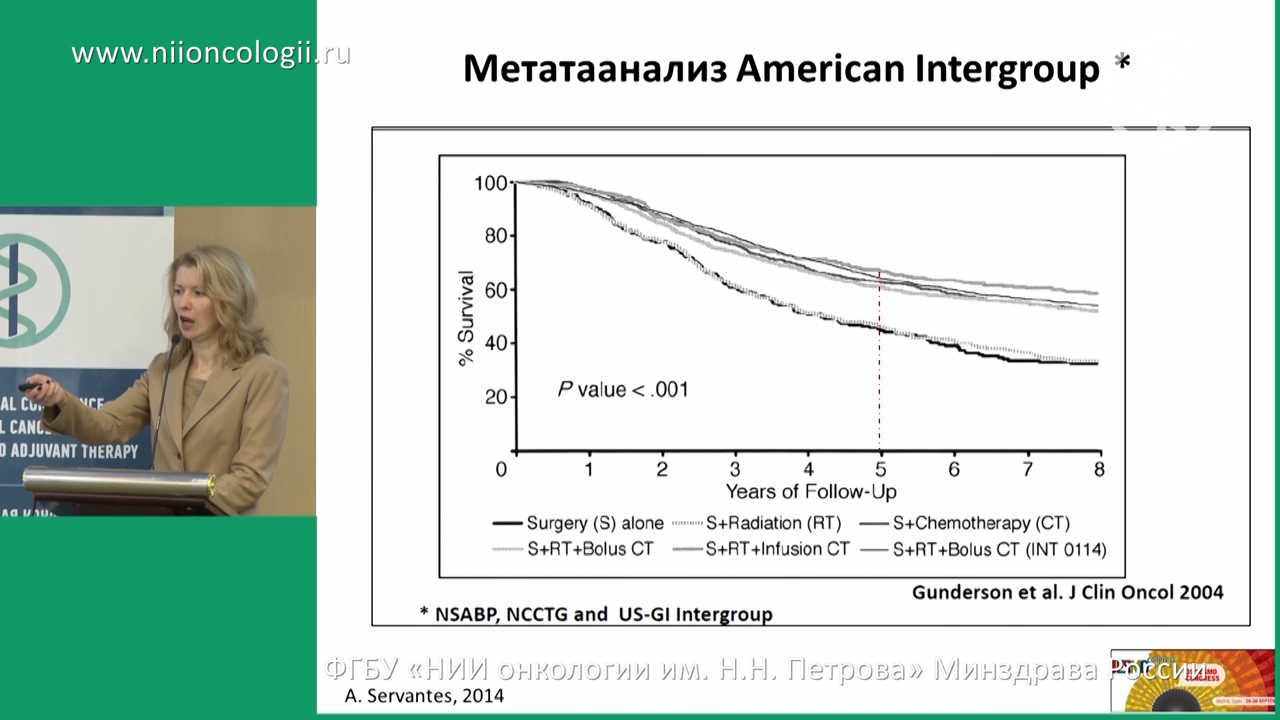 www.niioncologii.ru
Метатаанализ American Intergroup *
100
80
60
40
20
% Survival
P value < .001
0 1 2 3 4 5 6 7 8
Years of Follow-Up
Surgery (S) alone S+Radiation (RT) S+Chemotherapy (CT)
S+RT+Bolus CT S+RT+Infusion CT S+RT+Bolus CT (INT 0114)
Gunderson et al. J Clin Oncol 2004
* NSABP, NCCTG and US-GI Intergroup
ФГБУ «НИИ онкологии им. Н.Н. Петрова» Минздрава России
A. Servantes, 2014
CONGRESS
ADJUVANT THERAPY